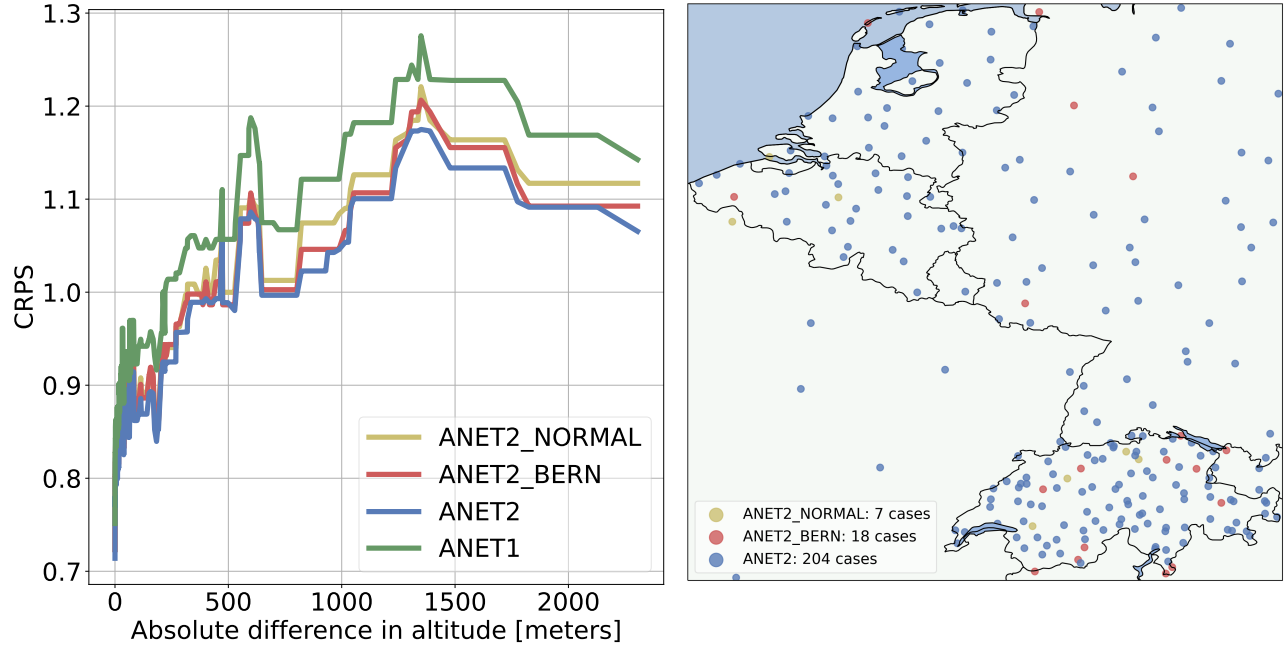 1.3
1.2
1.1
1.0
0.9
0.8
0.7
CRPS
0
500
1000
1500
2000
Absolute difference in altitude [meters]
ANET2_NORMAL
ANET2_BERN
ANET2
ANET1
ANET2_NORMAL: 7 cases
ANET2_BERN: 18 cases
ANET2: 204 cases